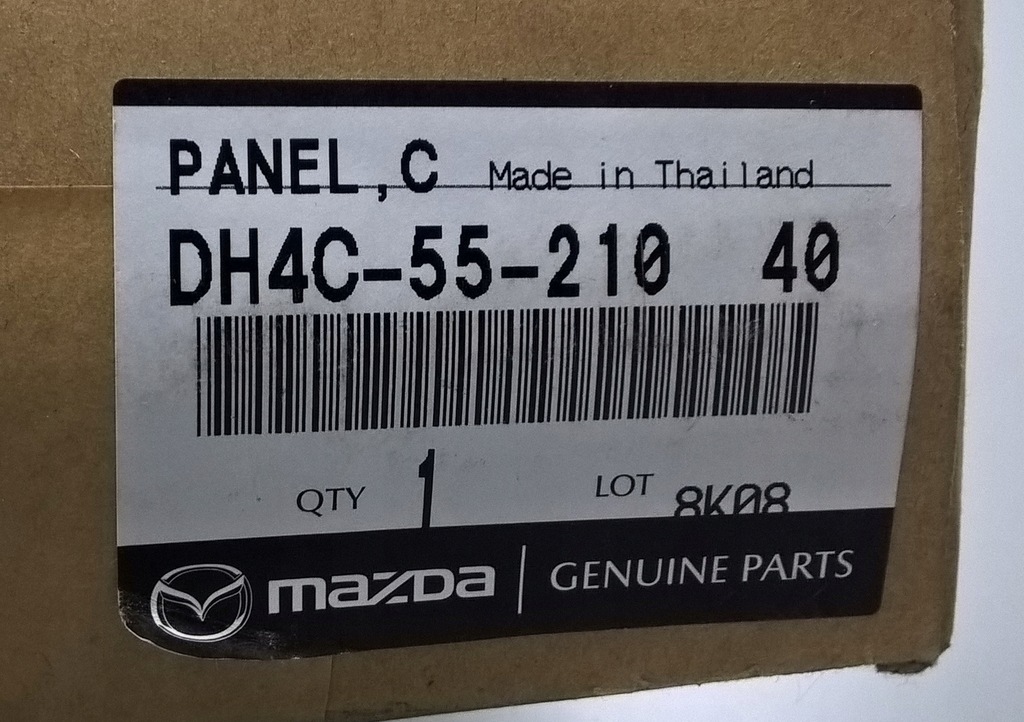 PANEL,C Made in Thailand
DH4C-55-210 40
QTY 1 LOT 8K08
mazda | GENUINE PARTS